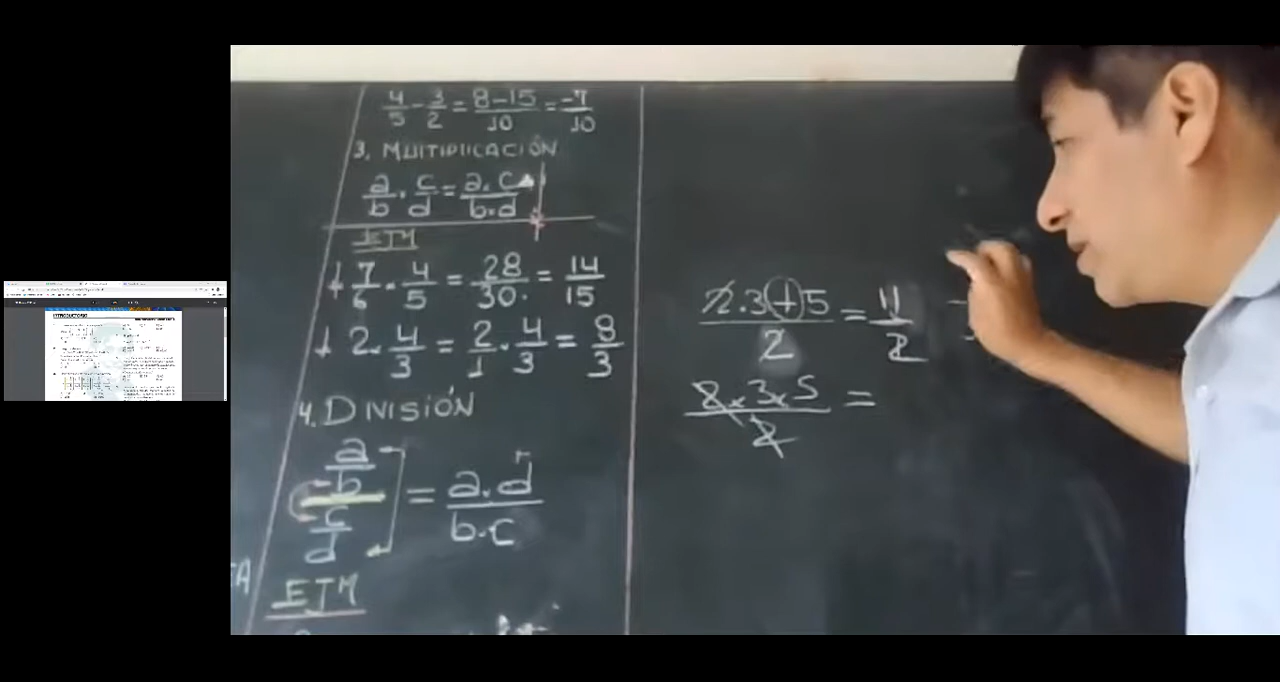 4/5 - 3/2 = 8-15/10 = -7/10
3. MULTIPLICACIÓN
a/b . c/d = a.c/b.d
EJM
7/6 . 4/5 = 28/30 = 14/15
2 . 4/3 = 2/1 . 4/3 = 8/3
4. DIVISIÓN
a/b / c/d = a.d/b.c
EJM
2.3+5/2 = 11/2
8x3x5/2 =